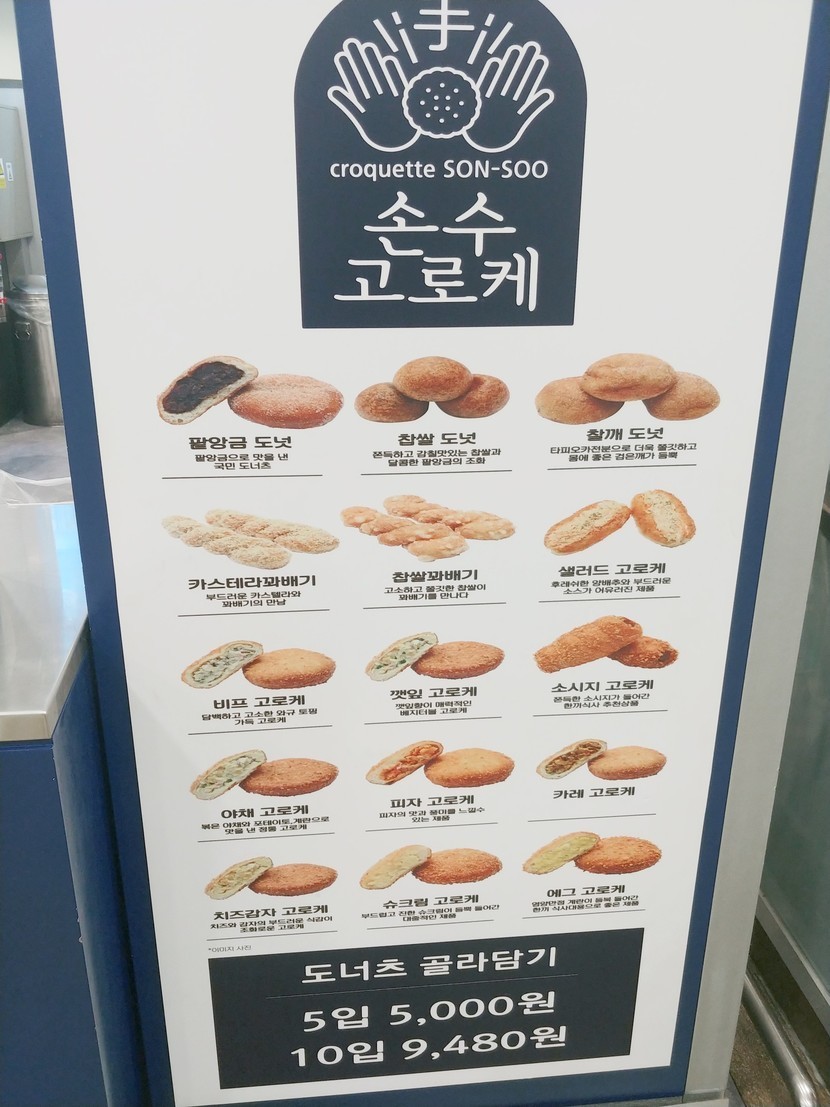 手
croquette SON-SOO
손수
고로케
팥앙금 도넛
팥앙금으로 맛을 낸
국민 도너츠
찹쌀 도넛
쫀득하고 감칠맛있는 찹쌀과
달콤한 팥앙금의 조화
찰깨 도넛
타피오카전분으로 더욱 쫄깃하고
몸에 좋은 검은깨가 듬뿍
카스테라꽈배기
부드러운 카스텔라와
꽈배기의 만남
찹쌀꽈배기
고소하고 쫄깃한 찹쌀이
꽈배기를 만나다
샐러드 고로케
후레쉬한 양배추와 부드러운
소스가 어유러진 제품
비프 고로케
담백하고 고소한 와규 토핑
가득 고로케
깻잎 고로케
깻잎향이 매력적인
베지터블 고로케
소시지 고로케
쫀득한 소시지가 들어간
한끼식사 추천상품
야채 고로케
볶은 야채와 포테이토,계란으로
맛을 낸 정통 고로케
피자 고로케
피자의 맛과 풍미를 느낄수
있는 제품
카레 고로케
치즈감자 고로케
치즈와 감자의 부드러운 식감이
조화로운 고로케
슈크림 고로케
부드럽고 진한 슈크림이 듬뿍 들어간
대중적인 제품
에그 고로케
영양만점 계란이 듬뿍 들어간
한끼 식사대용으로 좋은 제품
*이미지 사진
도너츠 골라담기
5입 5,000원
10입 9,480원